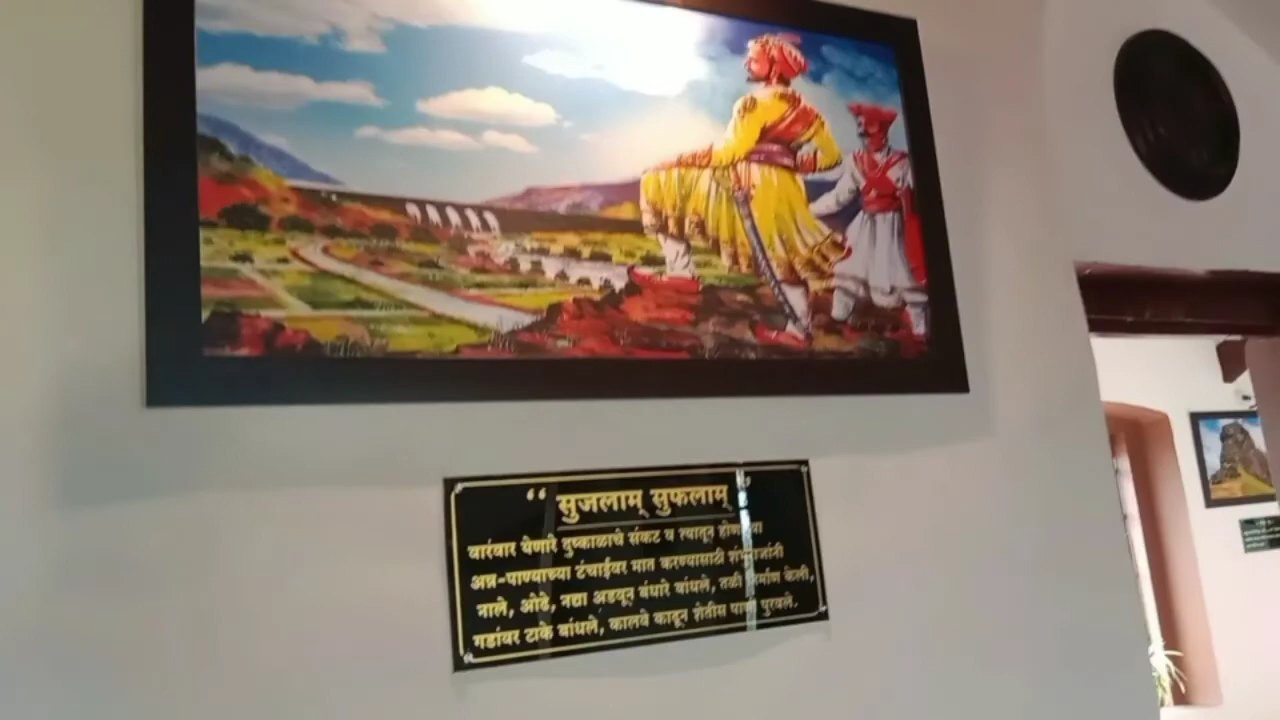 “ सुजलाम् सुफलाम् ”
वारंवार येणारे दुष्काळाचे संकट व त्यातून
अन्न-पाण्याच्या टंचाईवर मात करण्यासाठी शंभूराजांनी
नाले, ओढे, नद्या अडवून बंधारे बांधले, तळी निर्माण केली,
गडांवर टाके बांधले, कालवे काढून शेतीस पाणी पुरवले.